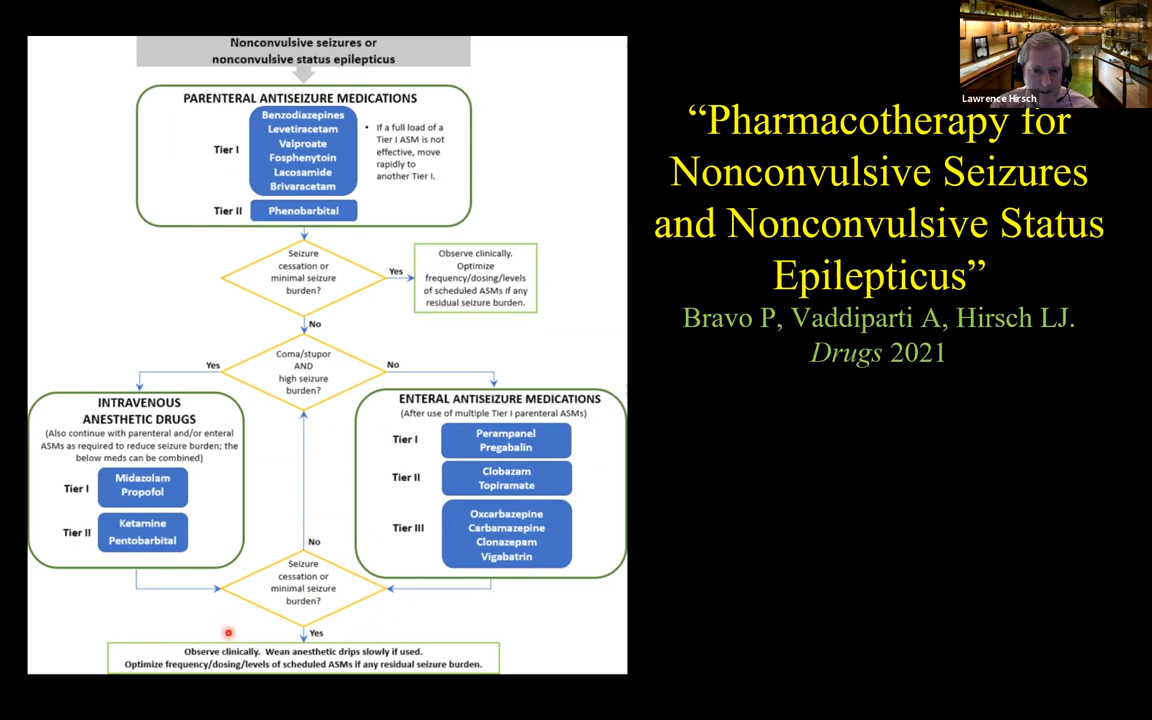 Nonconvulsive seizures or
nonconvulsive status epilepticus
PARENTERAL ANTISEIZURE MEDICATIONS
Tier I
Benzodiazepines
Levetiracetam
Valproate
Fosphenytoin
Lacosamide
Brivaracetam
• If a full load of a
Tier I ASM is not
effective, move
rapidly to
another Tier I.
Tier II
Phenobarbital
Seizure
cessation or
minimal seizure
burden?
Yes
Observe clinically.
Optimize
frequency/dosing/levels
of scheduled ASMs if any
residual seizure burden.
No
Coma/stupor
AND
high seizure
burden?
Yes
No
INTRAVENOUS
ANESTHETIC DRUGS
(Also continue with parenteral and/or enteral
ASMs as required to reduce seizure burden; the
below meds can be combined)
Tier I
Midazolam
Propofol
Tier II
Ketamine
Pentobarbital
ENTERAL ANTISEIZURE MEDICATIONS
(After use of multiple Tier I parenteral ASMs)
Tier I
Perampanel
Pregabalin
Tier II
Clobazam
Topiramate
Tier III
Oxcarbazepine
Carbamazepine
Clonazepam
Vigabatrin
No
Seizure
cessation or
minimal seizure
burden?
Yes
Observe clinically. Wean anesthetic drips slowly if used.
Optimize frequency/dosing/levels of scheduled ASMs if any residual seizure burden.
Lawrence Hirsch
“Pharmacotherapy for
Nonconvulsive Seizures
and Nonconvulsive Status
Epilepticus”
Bravo P, Vaddiparti A, Hirsch LJ.
Drugs 2021